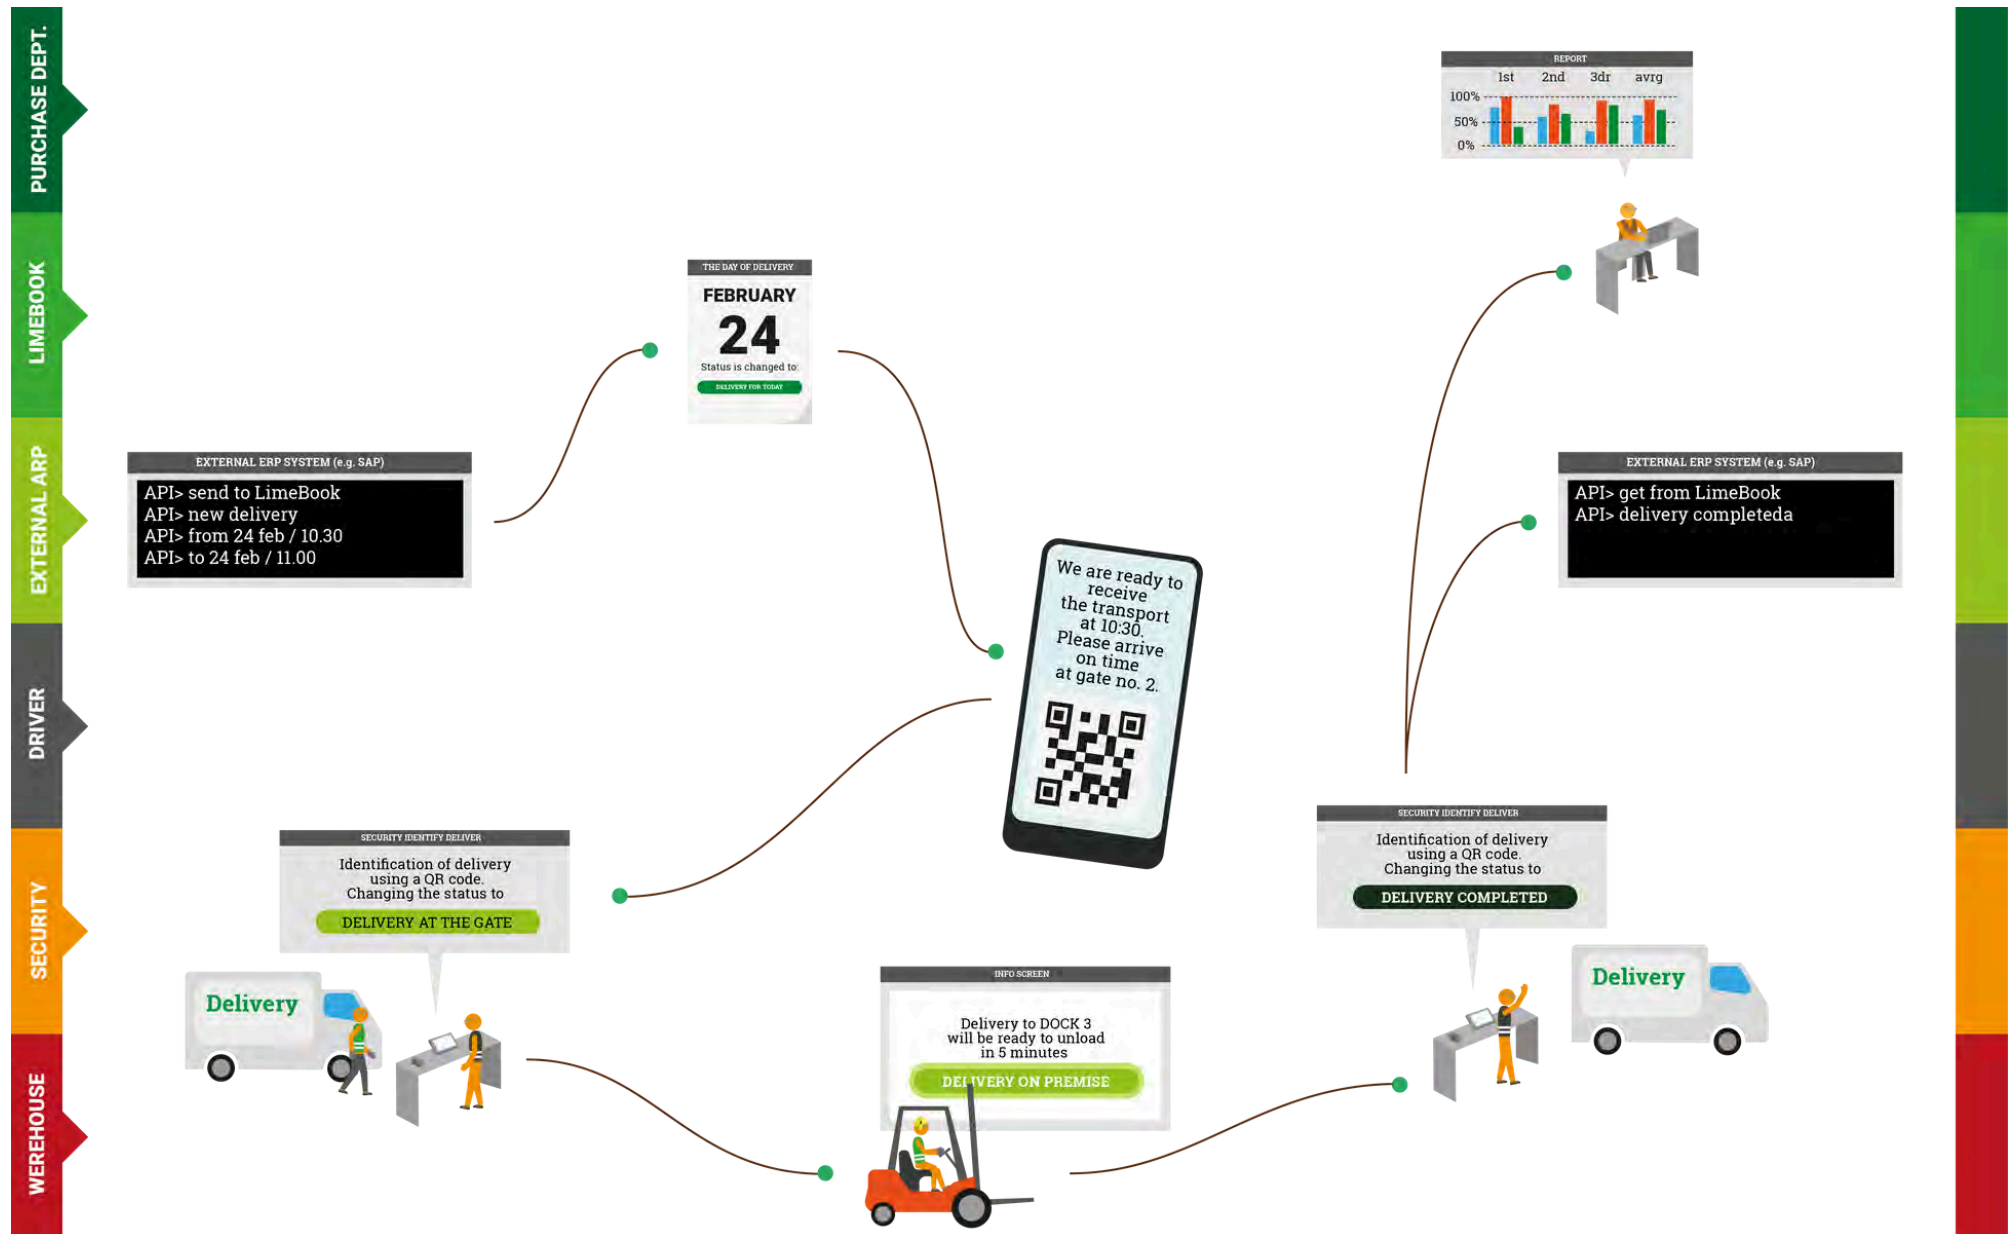 PURCHASE DEPT.
LIMEBOOK
EXTERNAL ARP
DRIVER
SECURITY
WEREHOUSE
EXTERNAL ERP SYSTEM (e.g. SAP)
API> send to LimeBook
API> new delivery
API> from 24 feb / 10.30
API> to 24 feb / 11.00
THE DAY OF DELIVERY
FEBRUARY
24
Status is changed to:
DELIVERY FOR TODAY
We are ready to
receive
the transport
at 10:30.
Please arrive
on time
at gate no. 2.
SECURITY IDENTIFY DELIVER
Identification of delivery
using a QR code.
Changing the status to
DELIVERY AT THE GATE
Delivery
INFO SCREEN
Delivery to DOCK 3
will be ready to unload
in 5 minutes
DELIVERY ON PREMISE
SECURITY IDENTIFY DELIVER
Identification of delivery
using a QR code.
Changing the status to
DELIVERY COMPLETED
Delivery
EXTERNAL ERP SYSTEM (e.g. SAP)
API> get from LimeBook
API> delivery completeda
REPORT
1st 2nd 3dr avrg
100%
50%
0%